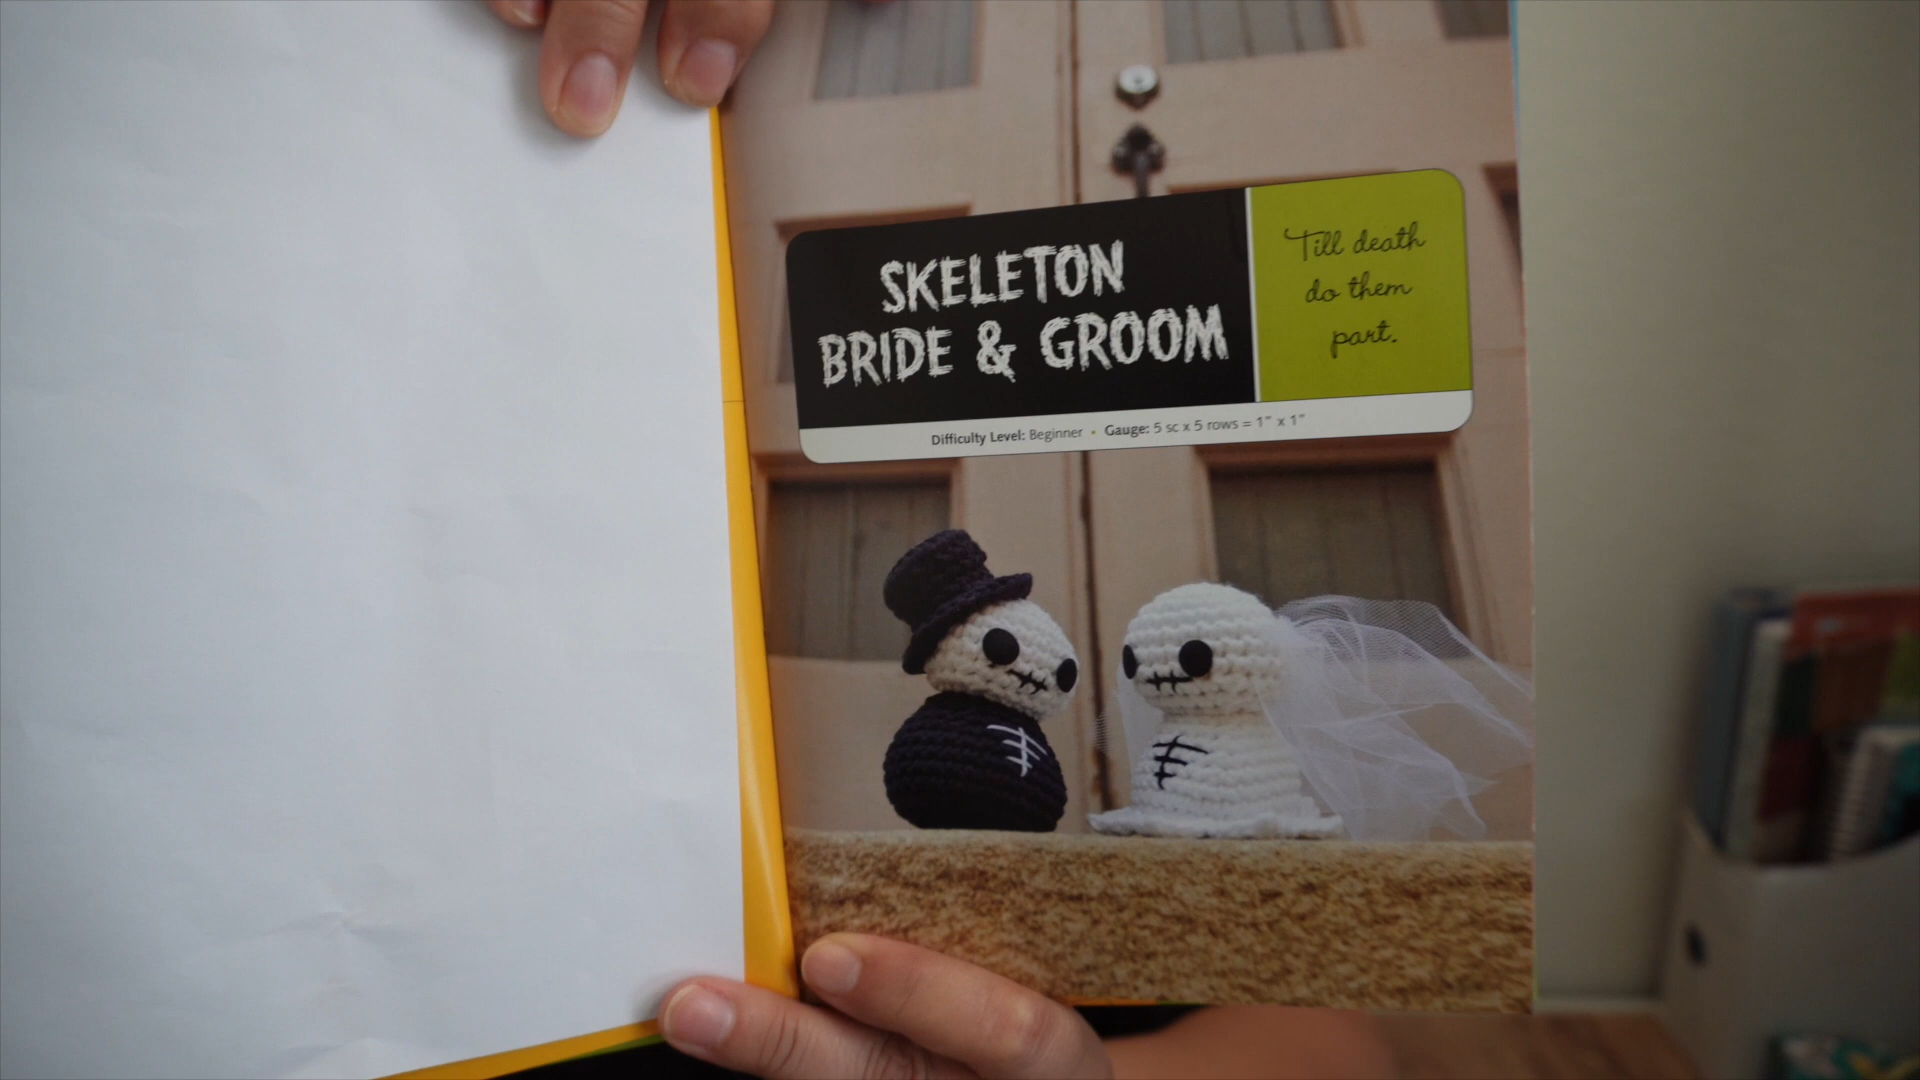 SKELETON
BRIDE & GROOM
Till death
do them
part.
Difficulty Level: Beginner • Gauge: 5 sc x 5 rows = 1" x 1"